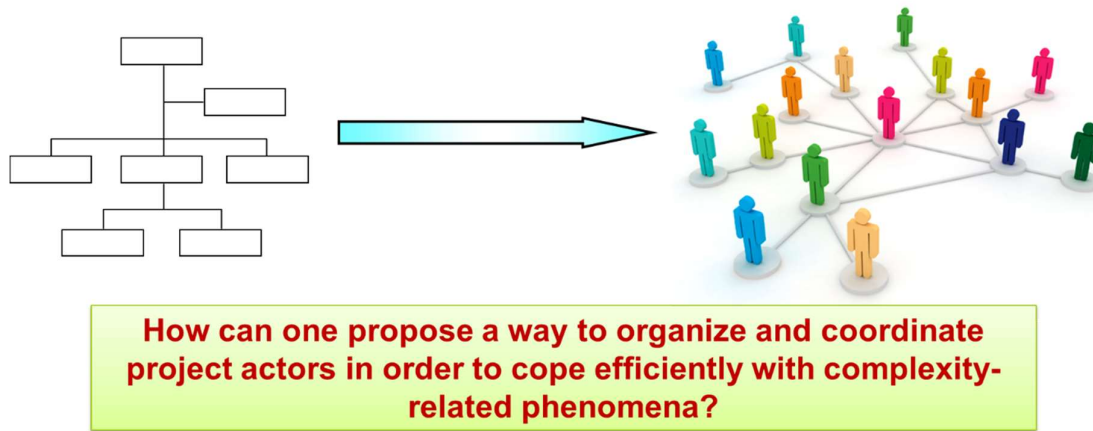 How can one propose a way to organize and coordinate
project actors in order to cope efficiently with complexity-
related phenomena?